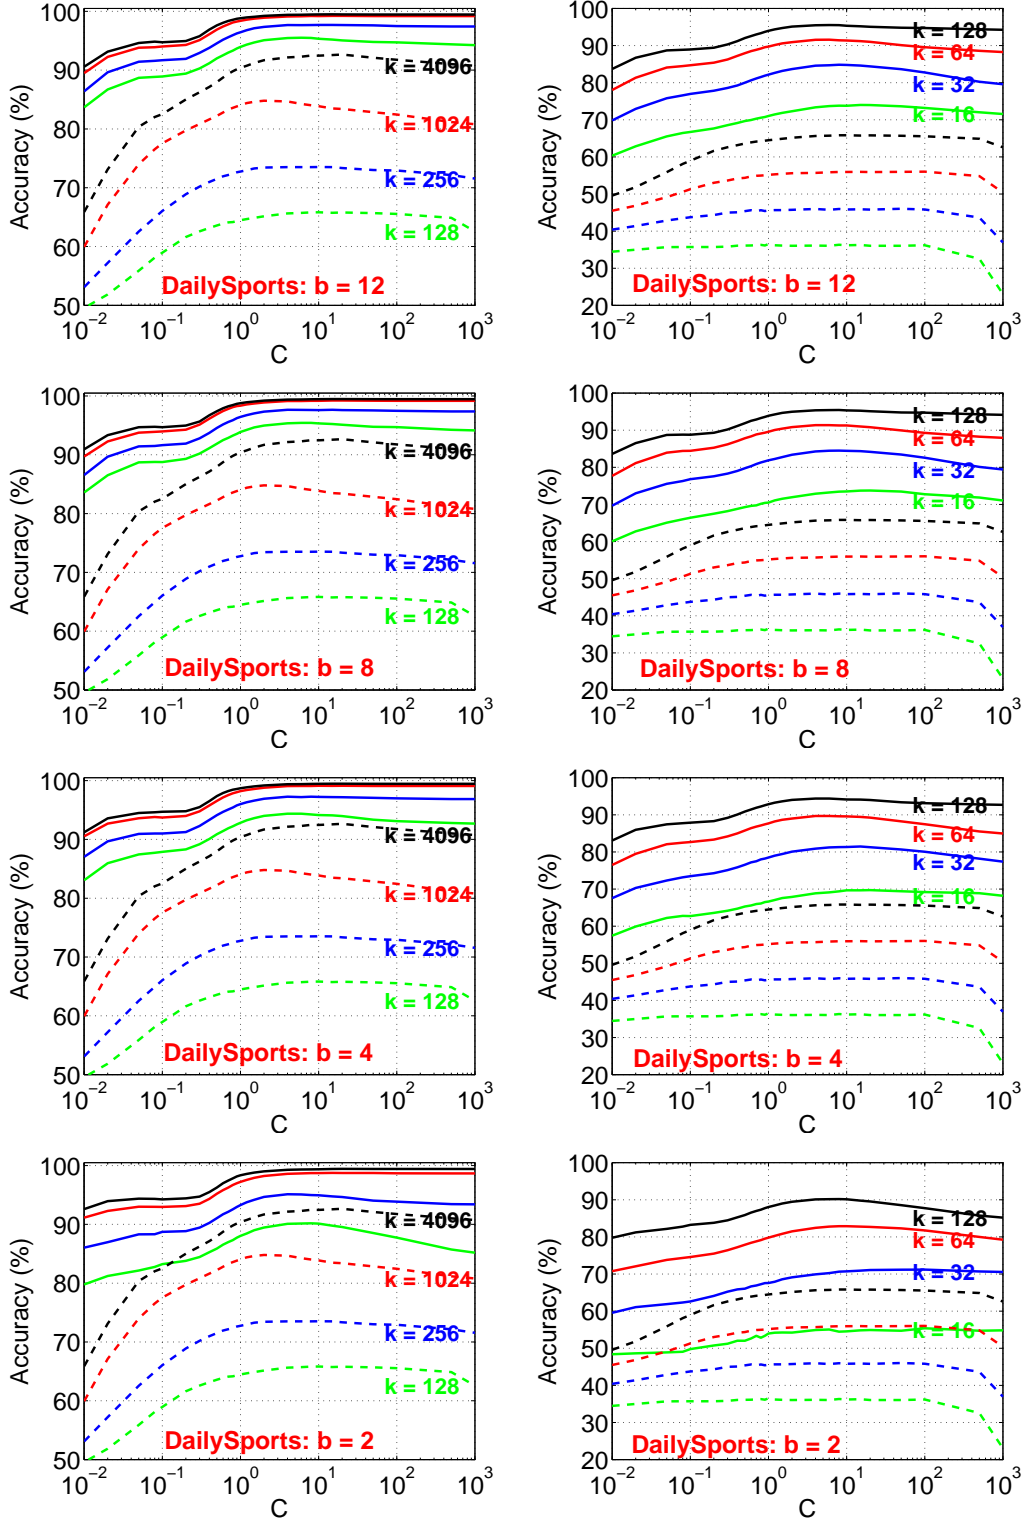 100
90
80
70
60
50
Accuracy (%)
k = 4096
k = 1024
k = 256
k = 128
DailySports: b = 12
10^−2 10^−1 10^0 10^1 10^2 10^3
C
100
90
80
70
60
50
40
30
20
Accuracy (%)
k = 128
k = 64
k = 32
k = 16
DailySports: b = 12
10^−2 10^−1 10^0 10^1 10^2 10^3
C
100
90
80
70
60
50
Accuracy (%)
k = 4096
k = 1024
k = 256
k = 128
DailySports: b = 8
10^−2 10^−1 10^0 10^1 10^2 10^3
C
100
90
80
70
60
50
40
30
20
Accuracy (%)
k = 128
k = 64
k = 32
k = 16
DailySports: b = 8
10^−2 10^−1 10^0 10^1 10^2 10^3
C
100
90
80
70
60
50
Accuracy (%)
k = 4096
k = 1024
k = 256
k = 128
DailySports: b = 4
10^−2 10^−1 10^0 10^1 10^2 10^3
C
100
90
80
70
60
50
40
30
20
Accuracy (%)
k = 128
k = 64
k = 32
k = 16
DailySports: b = 4
10^−2 10^−1 10^0 10^1 10^2 10^3
C
100
90
80
70
60
50
Accuracy (%)
k = 4096
k = 1024
k = 256
k = 128
DailySports: b = 2
10^−2 10^−1 10^0 10^1 10^2 10^3
C
100
90
80
70
60
50
40
30
20
Accuracy (%)
k = 128
k = 64
k = 32
k = 16
DailySports: b = 2
10^−2 10^−1 10^0 10^1 10^2 10^3
C